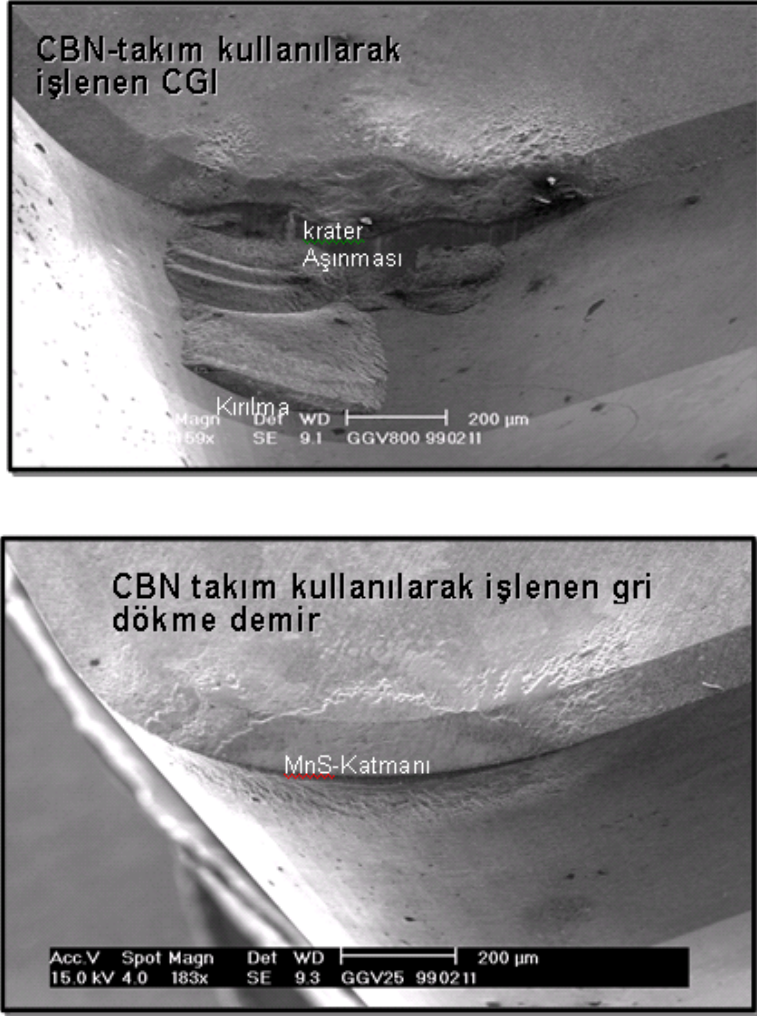 CBN-takım kullanılarak
işlenen CGI
krater
Aşınması
Kırılma
Magn Det WD 200 µm
159x SE 9.1 GGV800 990211
CBN takım kullanılarak işlenen gri
dökme demir
MnS-Katmanı
Acc.V Spot Magn Det WD 200 µm
15.0 kV 4.0 183x SE 9.3 GGV25 990211